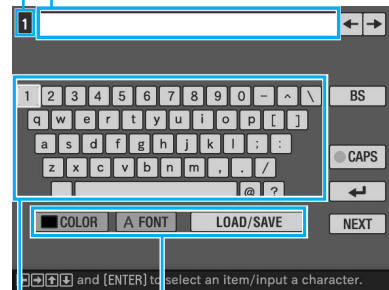 1 ← →
1 2 3 4 5 6 7 8 9 0 - ^ \ BS
q w e r t y u i o p [ ]
a s d f g h j k l ; : CAPS
z x c v b n m , . /
@ ? ↵
COLOR A FONT LOAD/SAVE NEXT
←→↑↓ and [ENTER] to select an item/input a character.